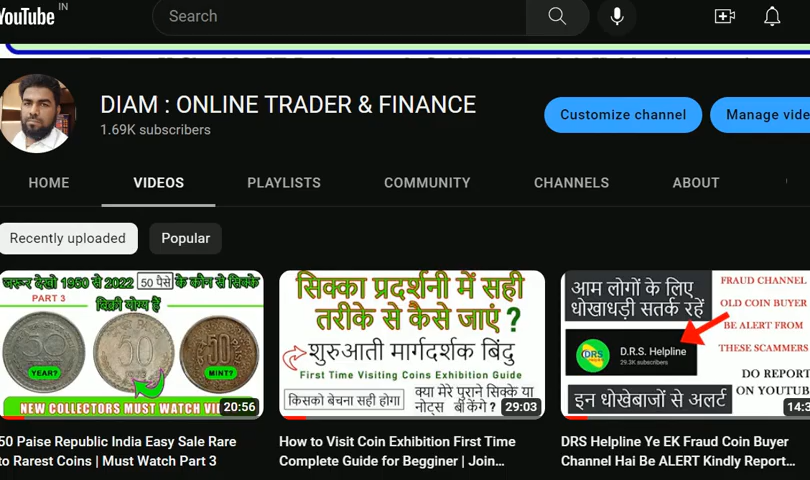 YouTube IN
Search
DIAM : ONLINE TRADER & FINANCE
1.69K subscribers
Customize channel
Manage vide
HOME VIDEOS PLAYLISTS COMMUNITY CHANNELS ABOUT
Recently uploaded Popular
जरूर देखो 1950 से 2022 50 पैसे के कौन से सिक्के
PART 3
बिक्री योग्य हैं
50
50
50
YEAR?
MINT?
NEW COLLECTORS MUST WATCH VI
20:56
सिक्का प्रदर्शनी में सही
तरीके से कैसे जाएं ?
शुरुआती मार्गदर्शक बिंदु
First Time Visiting Coins Exhibition Guide
किसको बेचना सही होगा
क्या मेरे पुराने सिक्के या
नोट्स बीकेंगे ?
29:03
आम लोगों के लिए
धोखाधड़ी सतर्क रहें
FRAUD CHANNEL
OLD COIN BUYER
BE ALERT FROM
THESE SCAMMERS
DRS
D.R.S. Helpline
29.3K subscribers
DO REPORT
ON YOUTUB
इन धोखेबाजों से अलर्ट
14:3
50 Paise Republic India Easy Sale Rare
to Rarest Coins | Must Watch Part 3
How to Visit Coin Exhibition First Time
Complete Guide for Begginer | Join...
DRS Helpline Ye EK Fraud Coin Buyer
Channel Hai Be ALERT Kindly Report...